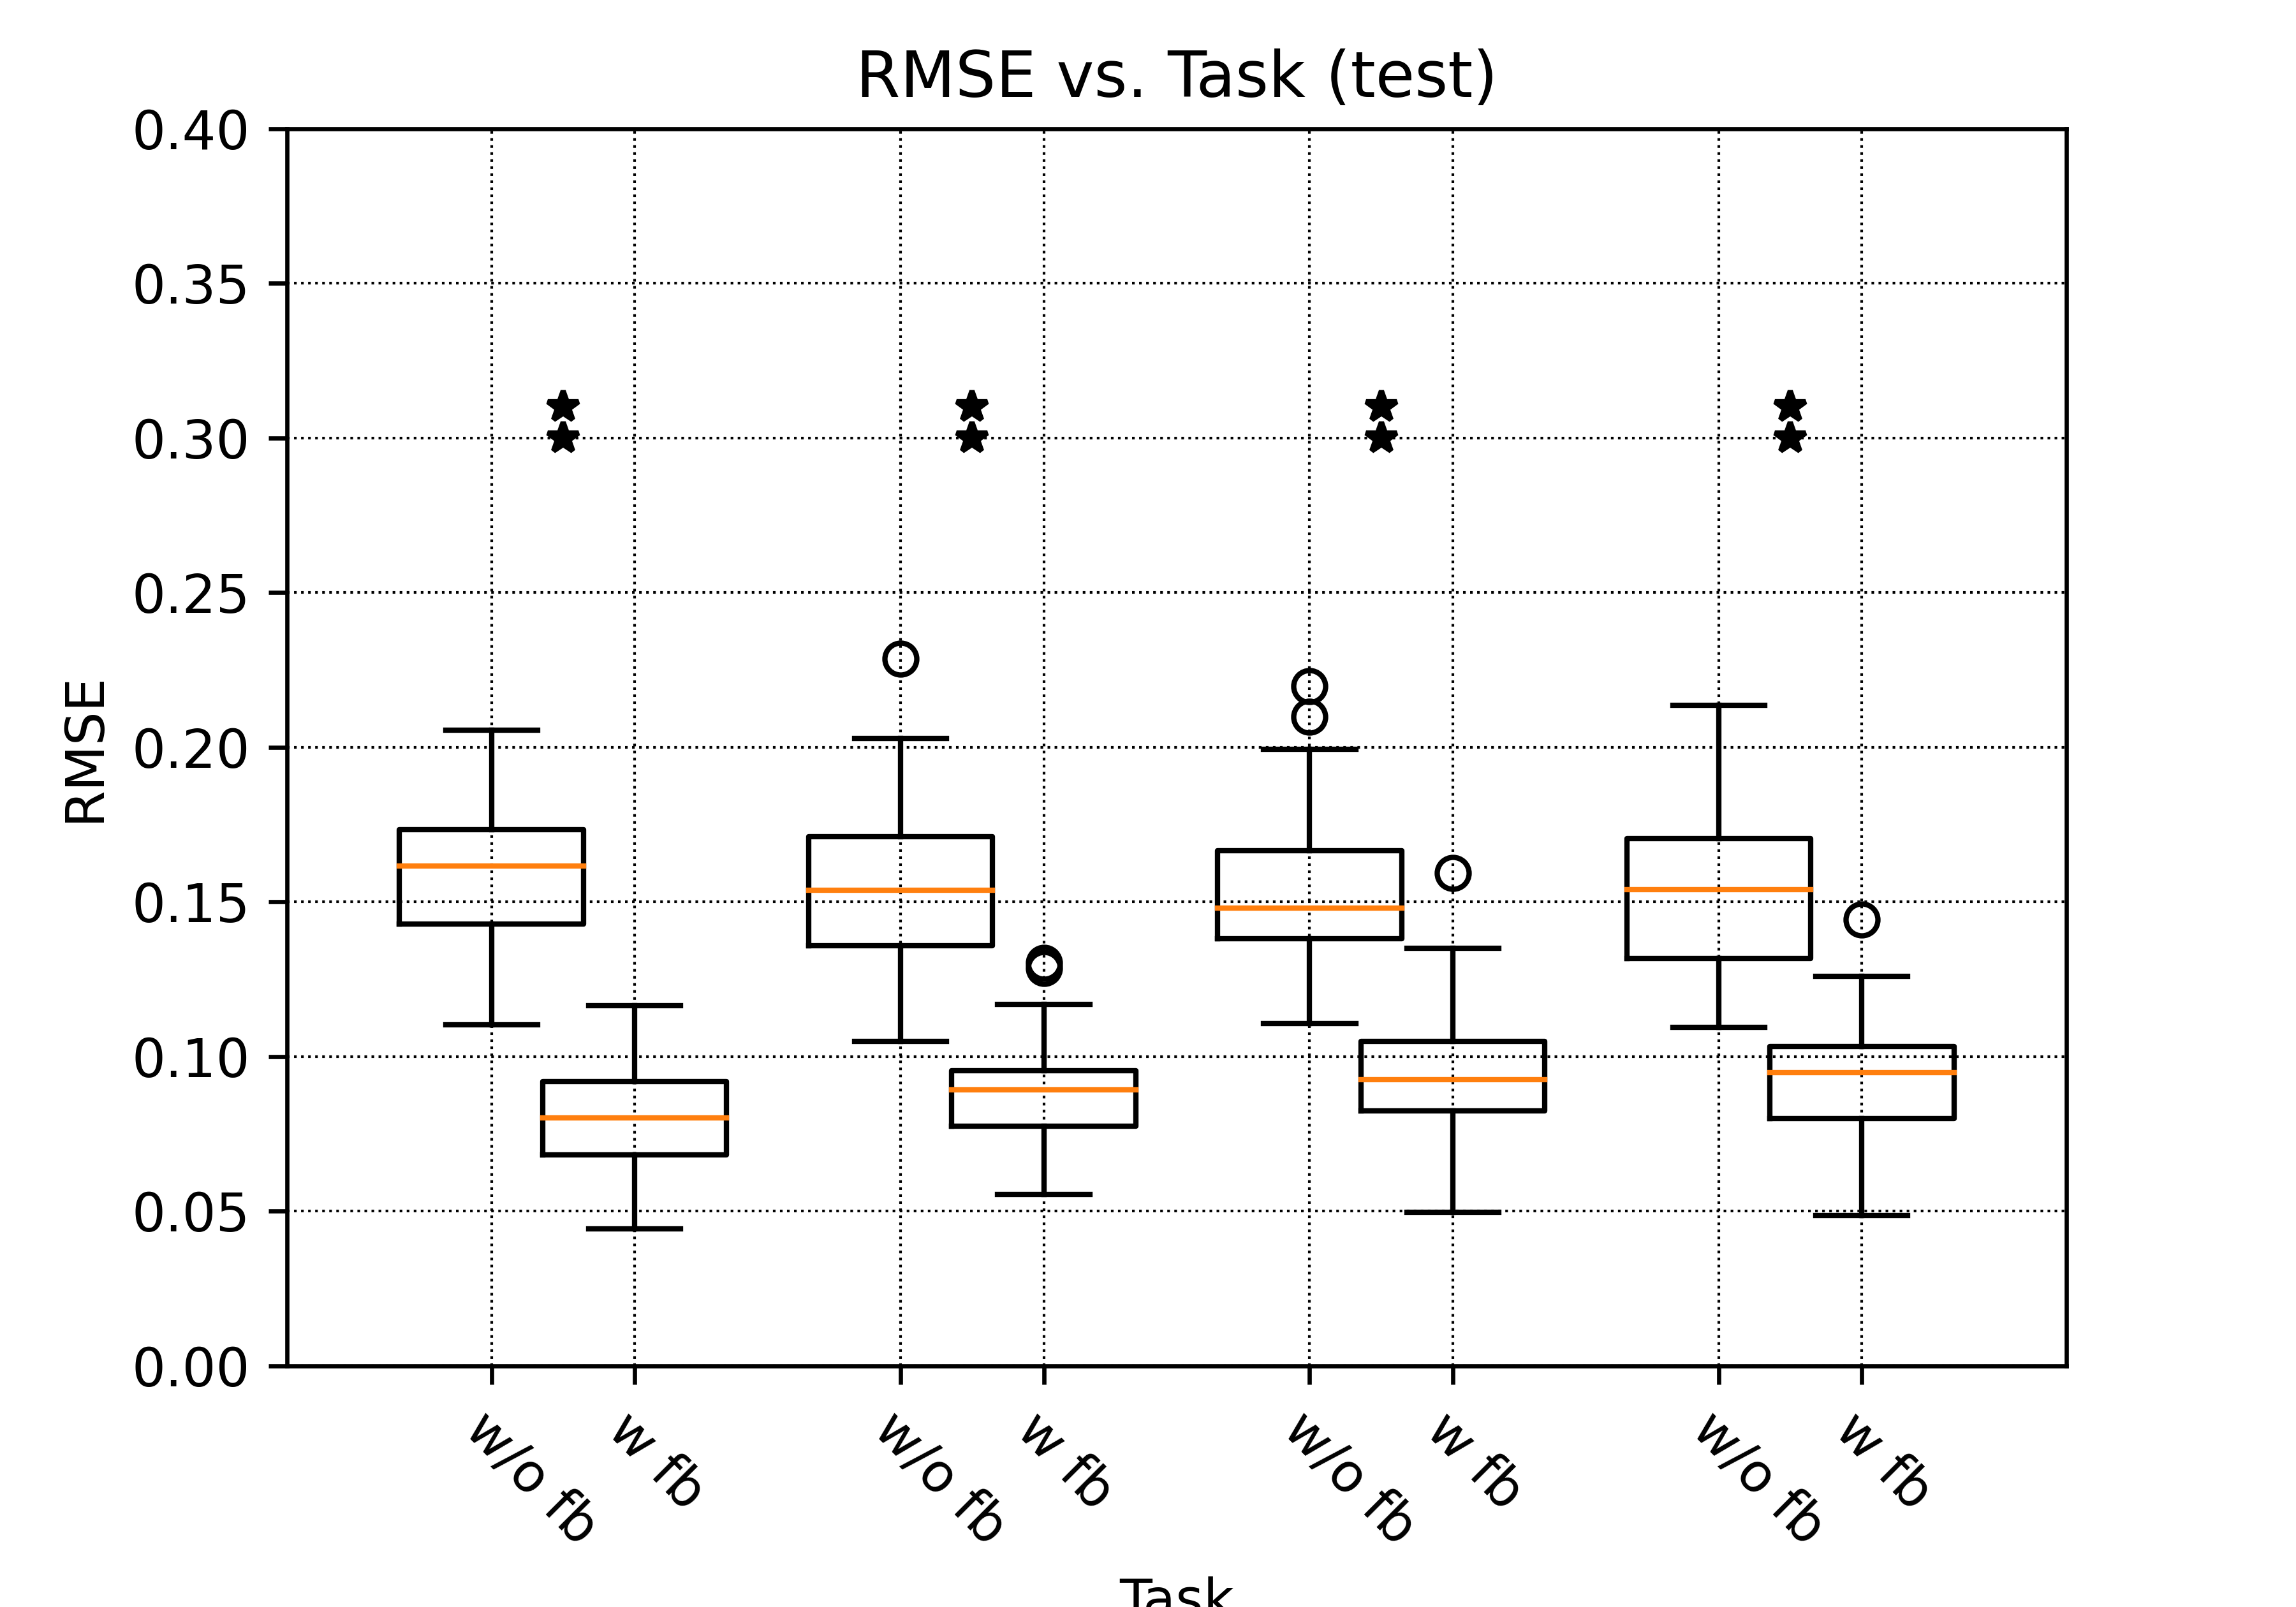 RMSE vs. Task (test)
0.40
0.35
0.30
0.25
0.20
0.15
0.10
0.05
0.00
RMSE
w/o fb
w fb
w/o fb
w fb
w/o fb
w fb
w/o fb
w fb
Task